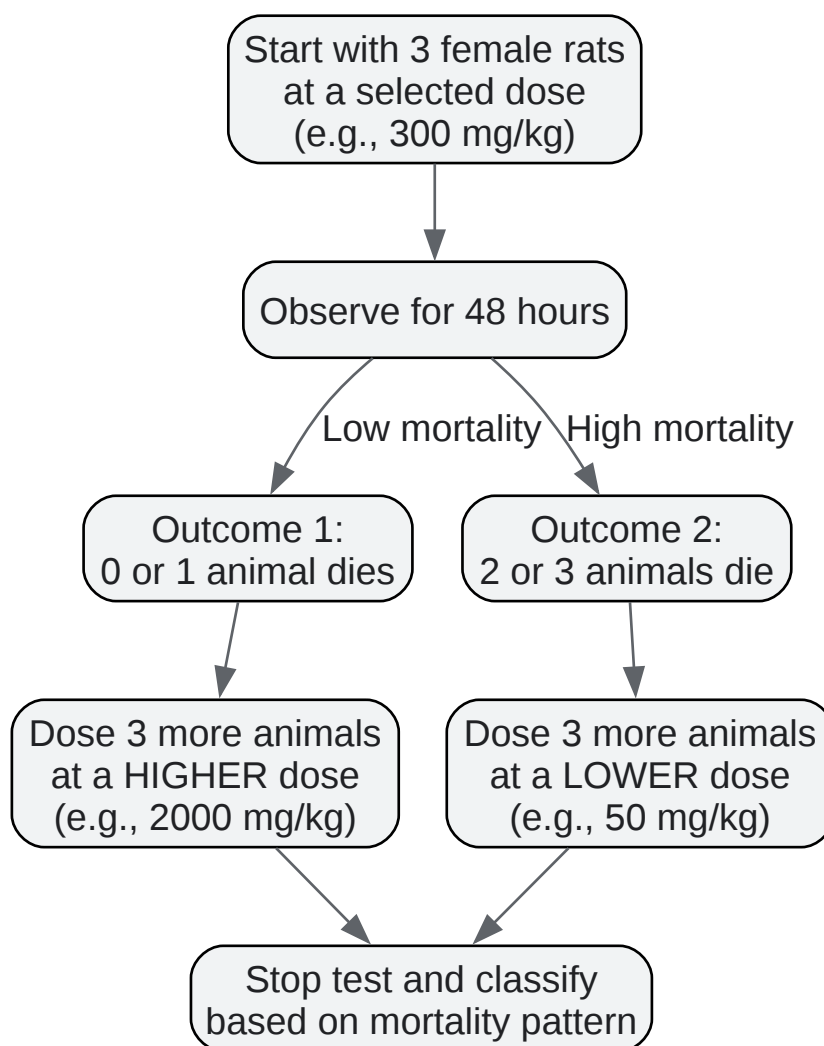 Start with 3 female rats
at a selected dose
(e.g., 300 mg/kg)
Observe for 48 hours
Low mortality
High mortality
Outcome 1:
0 or 1 animal dies
Outcome 2:
2 or 3 animals die
Dose 3 more animals
at a HIGHER dose
(e.g., 2000 mg/kg)
Dose 3 more animals
at a LOWER dose
(e.g., 50 mg/kg)
Stop test and classify
based on mortality pattern